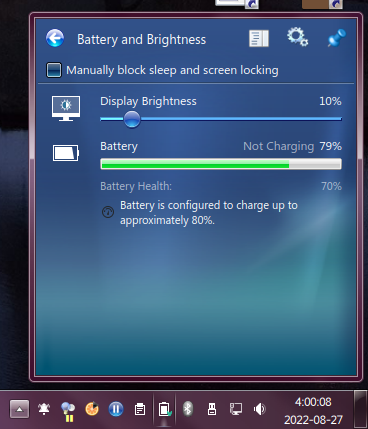 Battery and Brightness
Manually block sleep and screen locking
Display Brightness 10%
Battery Not Charging 79%
Battery Health: 70%
Battery is configured to charge up to
approximately 80%.
4:00:08
2022-08-27